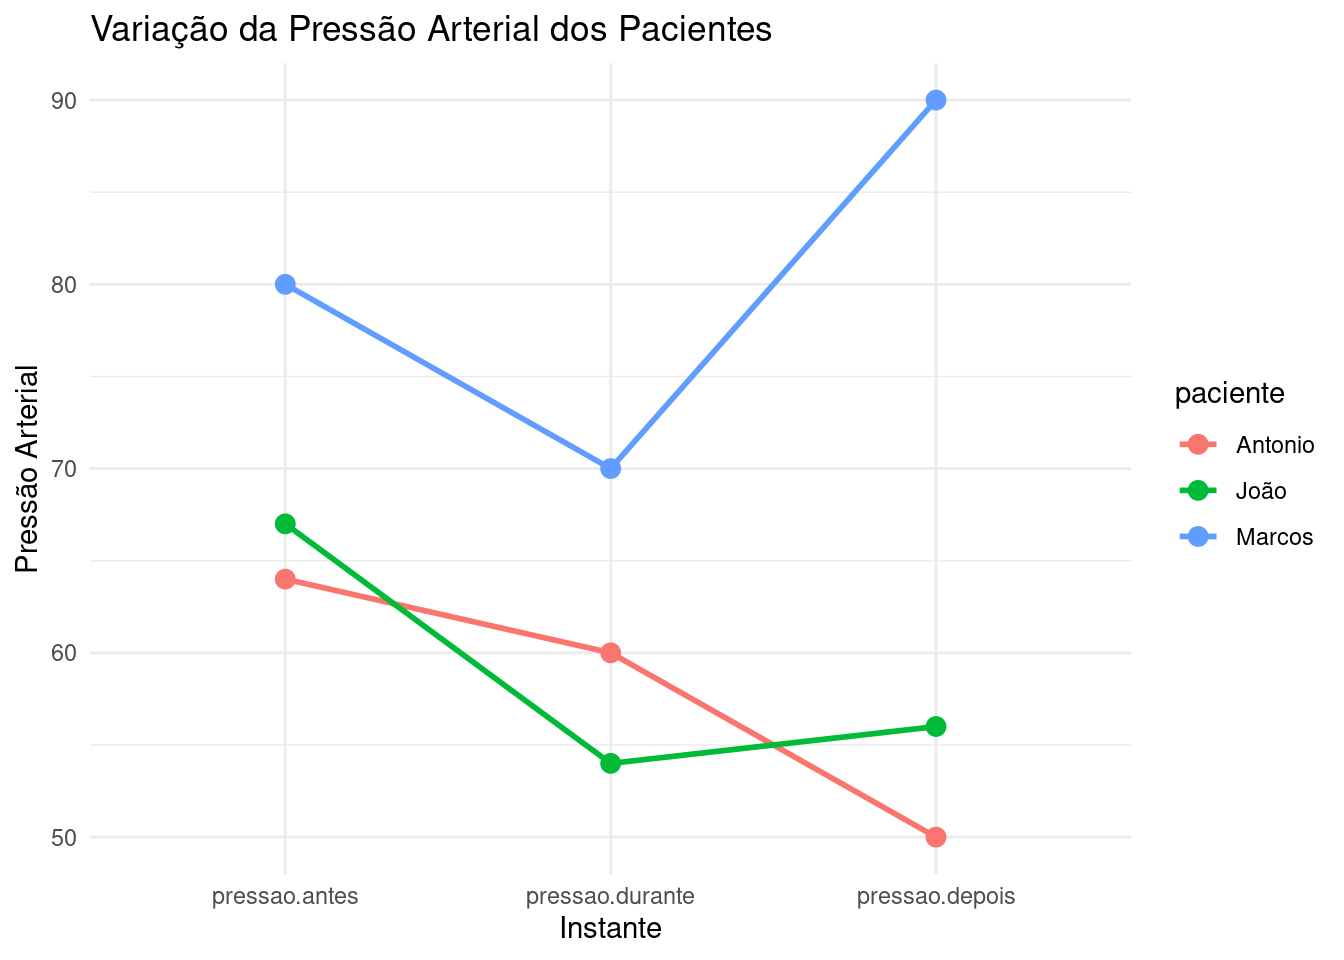 Variação da Pressão Arterial dos Pacientes
Pressão Arterial
90
80
70
60
50
pressao.antes
pressao.durante
pressao.depois
Instante
paciente
Antonio
João
Marcos